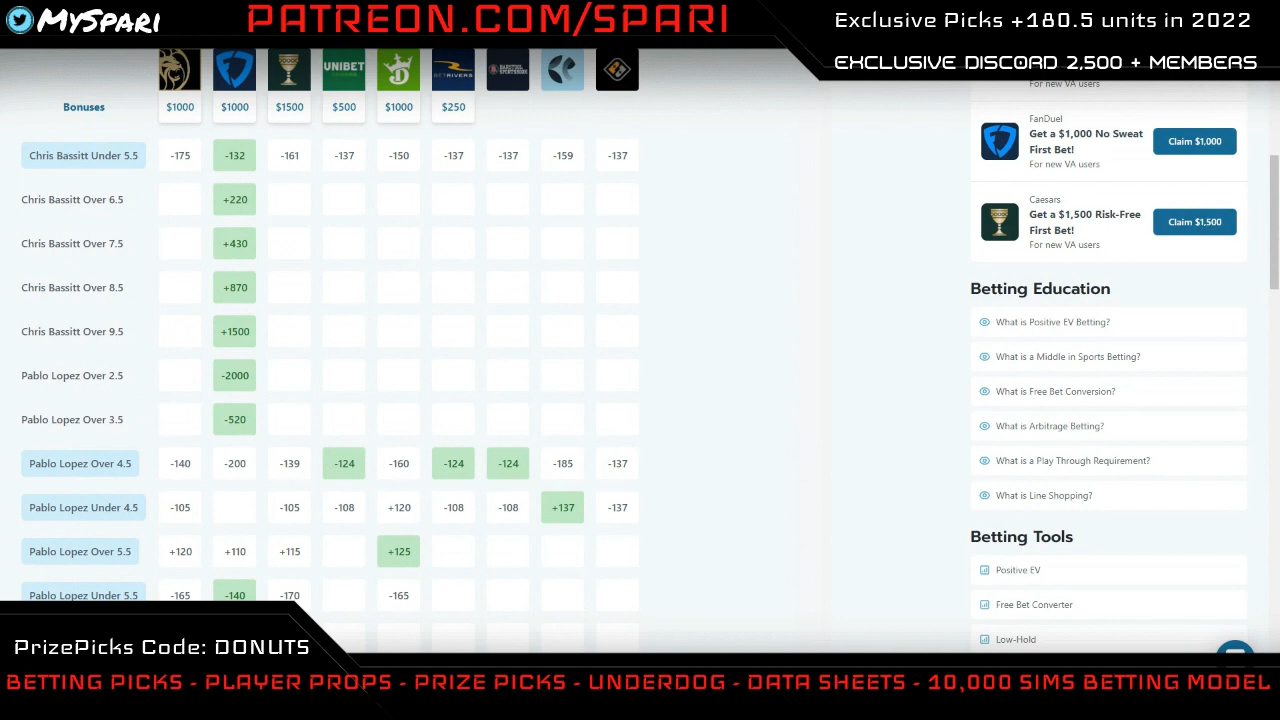 MySpari
PATREON.COM/SPARI
Exclusive Picks +180.5 units in 2022
EXCLUSIVE DISCORD 2,500 + MEMBERS
UNIBET
BETRIVERS
Bonuses $1000 $1000 $1500 $500 $1000 $250
Chris Bassitt Under 5.5 -175 -132 -161 -137 -150 -137 -137 -159 -137
Chris Bassitt Over 6.5 +220
Chris Bassitt Over 7.5 +430
Chris Bassitt Over 8.5 +870
Chris Bassitt Over 9.5 +1500
Pablo Lopez Over 2.5 -2000
Pablo Lopez Over 3.5 -520
Pablo Lopez Over 4.5 -140 -200 -139 -124 -160 -124 -124 -185 -137
Pablo Lopez Under 4.5 -105 -105 -108 +120 -108 -108 +137 -137
Pablo Lopez Over 5.5 +120 +110 +115 +125
Pablo Lopez Under 5.5 -165 -140 -170 -165
For new VA users
FanDuel
Get a $1,000 No Sweat
First Bet!
For new VA users
Claim $1,000
Caesars
Get a $1,500 Risk-Free
First Bet!
For new VA users
Claim $1,500
Betting Education
What is Positive EV Betting?
What is a Middle in Sports Betting?
What is Free Bet Conversion?
What is Arbitrage Betting?
What is a Play Through Requirement?
What is Line Shopping?
Betting Tools
Positive EV
Free Bet Converter
Low-Hold
PrizePicks Code: DONUTS
BETTING PICKS - PLAYER PROPS - PRIZE PICKS - UNDERDOG - DATA SHEETS - 10,000 SIMS BETTING MODEL